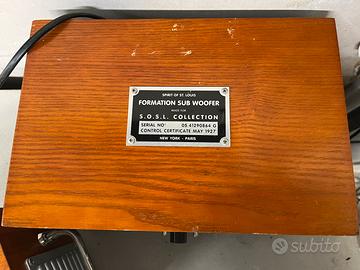 SPIRIT OF ST. LOUIS
FORMATION SUB WOOFER
MADE FOR
S.O.S.L. COLLECTION
SERIAL NO° 05 41290864 G
CONTROL CERTIFICATE MAY 1927
NEW YORK - PARIS
subito